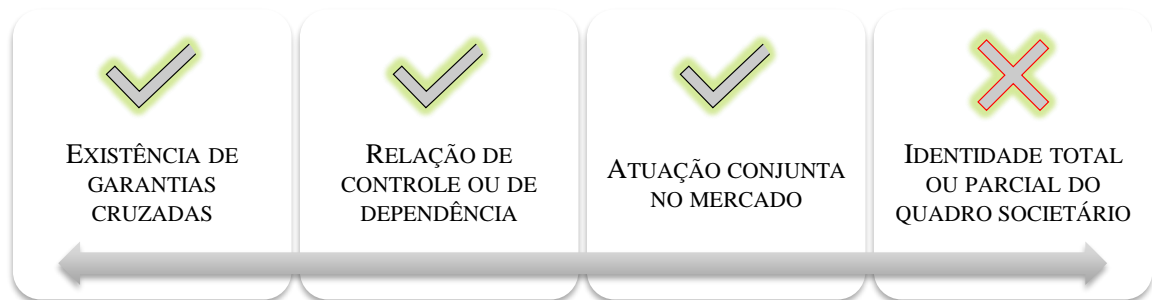 EXISTÊNCIA DE
GARANTIAS
CRUZADAS
RELAÇÃO DE
CONTROLE OU DE
DEPENDÊNCIA
ATUAÇÃO CONJUNTA
NO MERCADO
IDENTIDADE TOTAL
OU PARCIAL DO
QUADRO SOCIETÁRIO